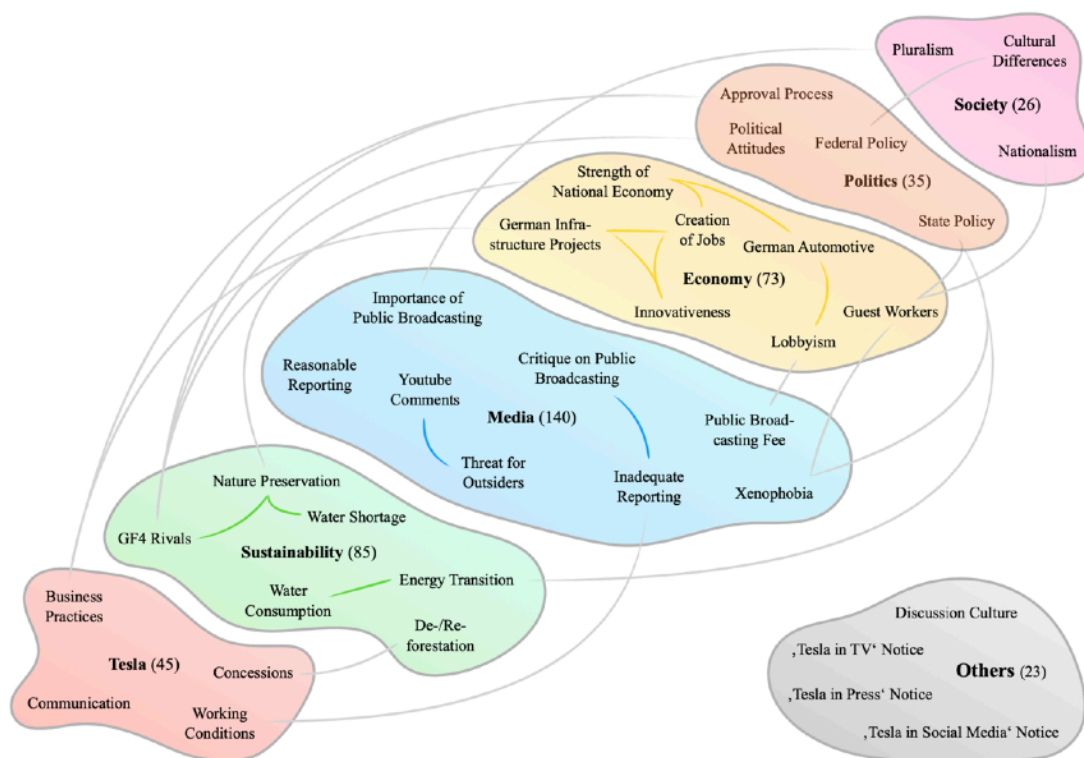 Pluralism
Cultural
Differences
Society (26)
Nationalism
Approval Process
Political
Attitudes
Federal Policy
Politics (35)
State Policy
Strength of
National Economy
German Infra-
structure Projects
Creation
of Jobs
German Automotive
Economy (73)
Innovativeness
Guest Workers
Lobbyism
Importance of
Public Broadcasting
Reasonable
Reporting
Youtube
Comments
Critique on Public
Broadcasting
Media (140)
Public Broad-
casting Fee
Threat for
Outsiders
Inadequate
Reporting
Xenophobia
Nature Preservation
Water Shortage
GF4 Rivals
Sustainability (85)
Energy Transition
Water
Consumption
De-/Re-
forestation
Business
Practices
Tesla (45)
Concessions
Communication
Working
Conditions
Discussion Culture
‚Tesla in TV‘ Notice
Others (23)
‚Tesla in Press‘ Notice
‚Tesla in Social Media‘ Notice